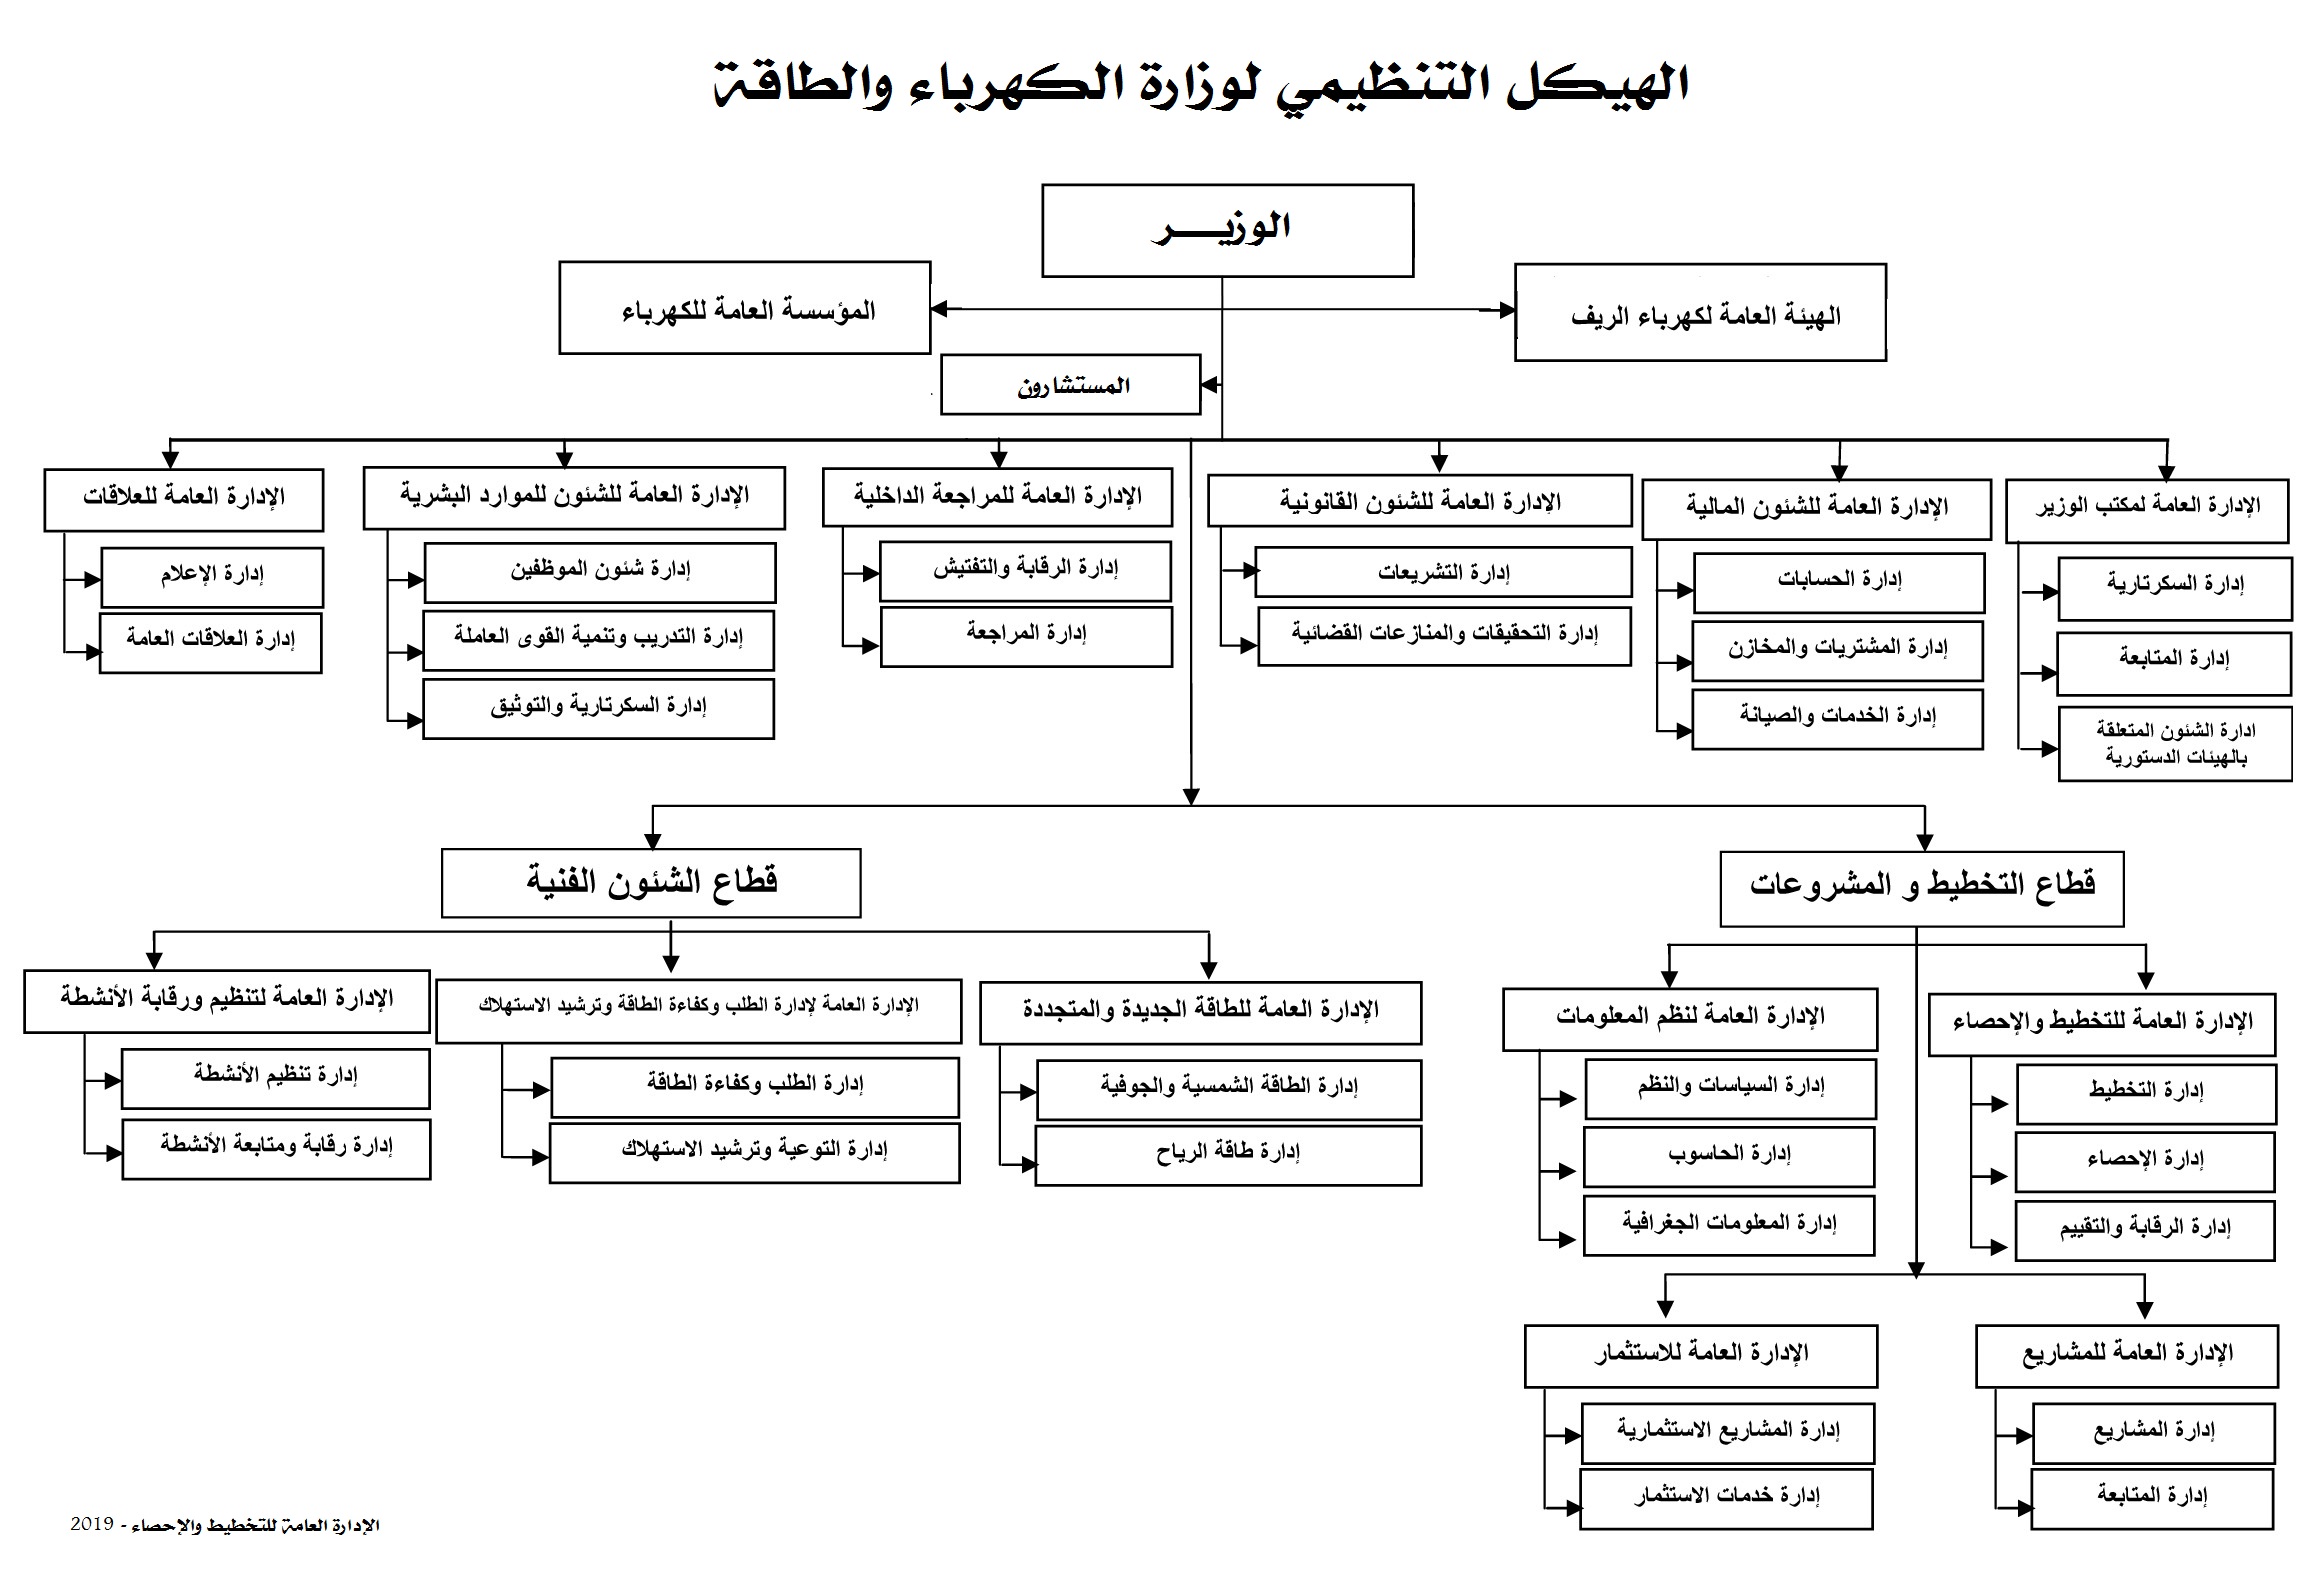 الهيكل التنظيمي لوزارة الكهرباء والطاقة
الوزيـــــر
الهيئة العامة لكهرباء الريف
المؤسسة العامة للكهرباء
المستشارون
الإدارة العامة لمكتب الوزير
إدارة السكرتارية
إدارة المتابعة
ادارة الشئون المتعلقة
بالهيئات الدستورية
الإدارة العامة للشئون المالية
إدارة الحسابات
إدارة المشتريات والمخازن
إدارة الخدمات والصيانة
الإدارة العامة للشئون القانونية
إدارة التشريعات
إدارة التحقيقات والمنازعات القضائية
الإدارة العامة للمراجعة الداخلية
إدارة الرقابة والتفتيش
إدارة المراجعة
الإدارة العامة للشئون للموارد البشرية
إدارة شئون الموظفين
إدارة التدريب وتنمية القوى العاملة
إدارة السكرتارية والتوثيق
الإدارة العامة للعلاقات
إدارة الإعلام
إدارة العلاقات العامة
قطاع التخطيط و المشروعات
قطاع الشئون الفنية
الإدارة العامة للتخطيط والإحصاء
إدارة التخطيط
إدارة الإحصاء
إدارة الرقابة والتقييم
الإدارة العامة لنظم المعلومات
إدارة السياسات والنظم
إدارة الحاسوب
إدارة المعلومات الجغرافية
الإدارة العامة للطاقة الجديدة والمتجددة
إدارة الطاقة الشمسية والجوفية
إدارة طاقة الرياح
الإدارة العامة لإدارة الطلب وكفاءة الطاقة وترشيد الاستهلاك
إدارة الطلب وكفاءة الطاقة
إدارة التوعية وترشيد الاستهلاك
الإدارة العامة لتنظيم ورقابة الأنشطة
إدارة تنظيم الأنشطة
إدارة رقابة ومتابعة الأنشطة
الإدارة العامة للمشاريع
إدارة المشاريع
إدارة المتابعة
الإدارة العامة للاستثمار
إدارة المشاريع الاستثمارية
إدارة خدمات الاستثمار
الإدارة العامة للتخطيط والإحصاء - 2019